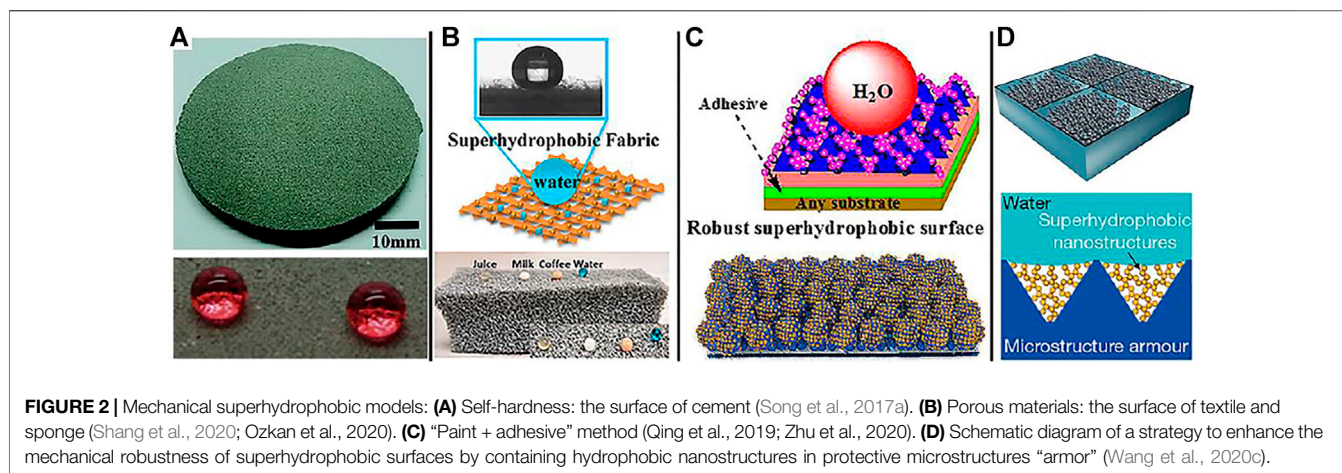 A
10mm
B
Superhydrophobic Fabric
water
Juice Milk Coffee Water
C
H₂O
Adhesive
Any substrate
Robust superhydrophobic surface
D
Water
Superhydrophobic
nanostructures
Microstructure armour
FIGURE 2 | Mechanical superhydrophobic models: (A) Self-hardness: the surface of cement (Song et al., 2017a). (B) Porous materials: the surface of textile and
sponge (Shang et al., 2020; Ozkan et al., 2020). (C) “Paint + adhesive” method (Qing et al., 2019; Zhu et al., 2020). (D) Schematic diagram of a strategy to enhance the
mechanical robustness of superhydrophobic surfaces by containing hydrophobic nanostructures in protective microstructures “armor” (Wang et al., 2020c).